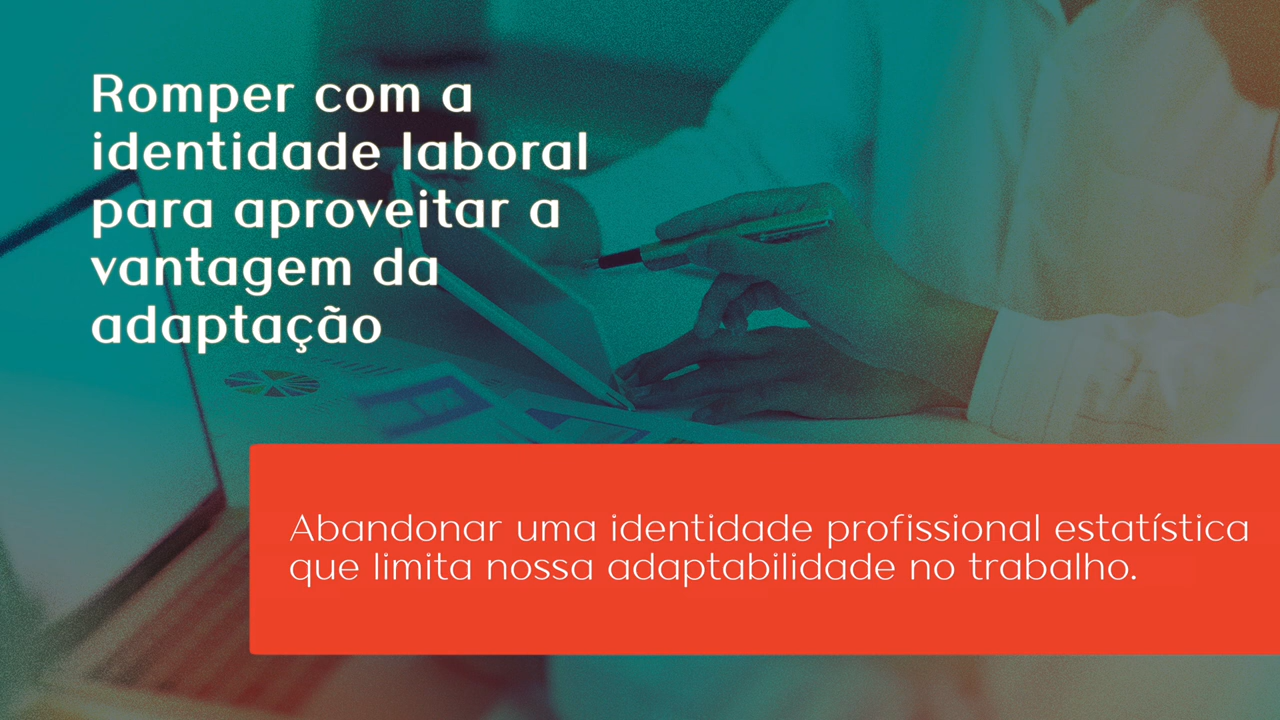 Romper com a
identidade laboral
para aproveitar a
vantagem da
adaptação
Abandonar uma identidade profissional estatística
que limita nossa adaptabilidade no trabalho.